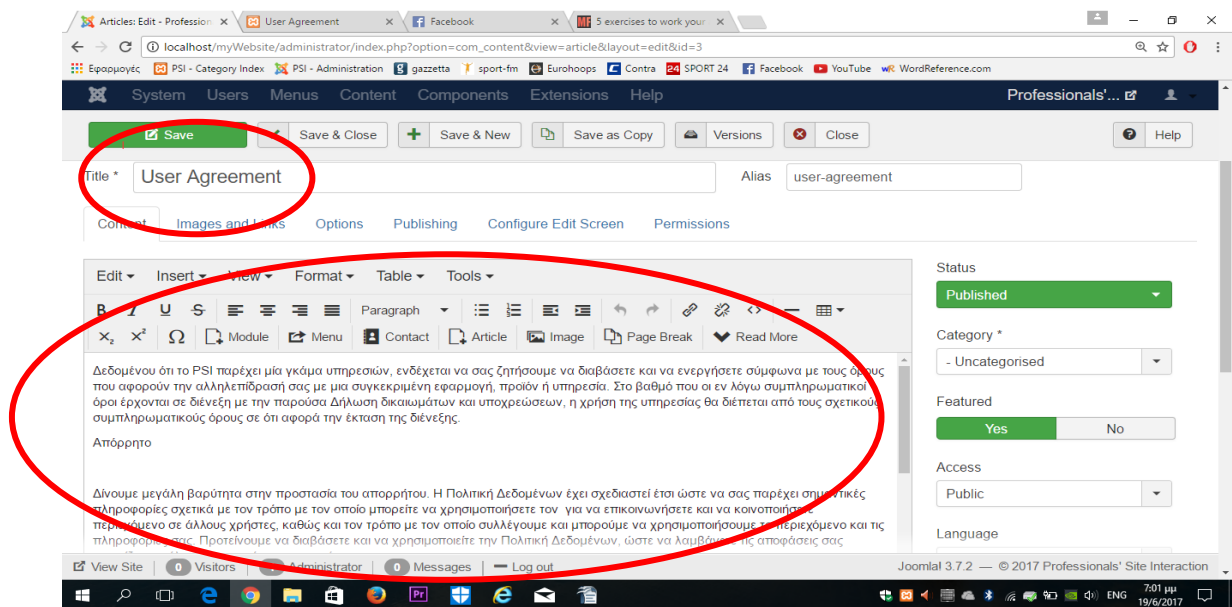 Articles: Edit - Profession
User Agreement
Facebook
5 exercises to work your
localhost/myWebsite/administrator/index.php?option=com_content&view=article&layout=edit&id=3
Εφαρμογές PSI - Category Index PSI - Administration gazzetta sport-fm Eurohoops Contra 24 SPORT 24 Facebook YouTube WordReference.com
System Users Menus Content Components Extensions Help Professionals'...
Save Save & Close Save & New Save as Copy Versions Close Help
Title * User Agreement Alias user-agreement
Content Images and Links Options Publishing Configure Edit Screen Permissions
Edit Insert View Format Table Tools
B I U S Paragraph
X₂ X² Ω Module Menu Contact Article Image Page Break Read More
Δεδομένου ότι το PSI παρέχει μία γκάμα υπηρεσιών, ενδέχεται να σας ζητήσουμε να διαβάσετε και να ενεργήσετε σύμφωνα με τους όρους
που αφορούν την αλληλεπίδρασή σας με μια συγκεκριμένη εφαρμογή, προϊόν ή υπηρεσία. Στο βαθμό που οι εν λόγω συμπληρωματικοί
όροι έρχονται σε διένεξη με την παρούσα Δήλωση δικαιωμάτων και υποχρεώσεων, η χρήση της υπηρεσίας θα διέπεται από τους σχετικούς
συμπληρωματικούς όρους σε ότι αφορά την έκταση της διένεξης.
Απόρρητο
Δίνουμε μεγάλη βαρύτητα στην προστασία του απορρήτου. Η Πολιτική Δεδομένων έχει σχεδιαστεί έτσι ώστε να σας παρέχει σημαντικές
πληροφορίες σχετικά με τον τρόπο με τον οποίο μπορείτε να χρησιμοποιήσετε τον για να επικοινωνήσετε και να κοινοποιήσετε
περιεχόμενο σε άλλους χρήστες, καθώς και τον τρόπο με τον οποίο συλλέγουμε και μπορούμε να χρησιμοποιήσουμε το περιεχόμενο και τις
πληροφορίες σας. Προτείνουμε να διαβάσετε και να χρησιμοποιείτε την Πολιτική Δεδομένων, ώστε να λαμβάνετε τις αποφάσεις σας
Status
Published
Category *
- Uncategorised
Featured
Yes No
Access
Public
Language
View Site 0 Visitors Administrator 0 Messages Log out Joomla! 3.7.2 — © 2017 Professionals' Site Interaction
Pr ENG 7:01 μμ
19/6/2017